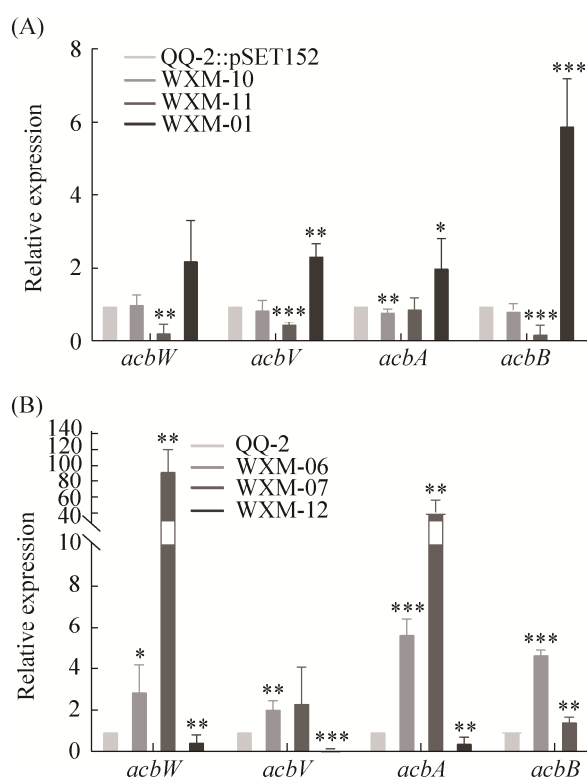 (A)
8
6
4
2
0
Relative expression
QQ-2::pSET152
WXM-10
WXM-11
WXM-01
**
***
**
**
*
***
***
acbW
acbV
acbA
acbB
(B)
140
120
100
80
60
40
10
8
6
4
2
0
Relative expression
QQ-2
WXM-06
WXM-07
WXM-12
*
**
**
**
***
***
**
**
***
**
acbW
acbV
acbA
acbB